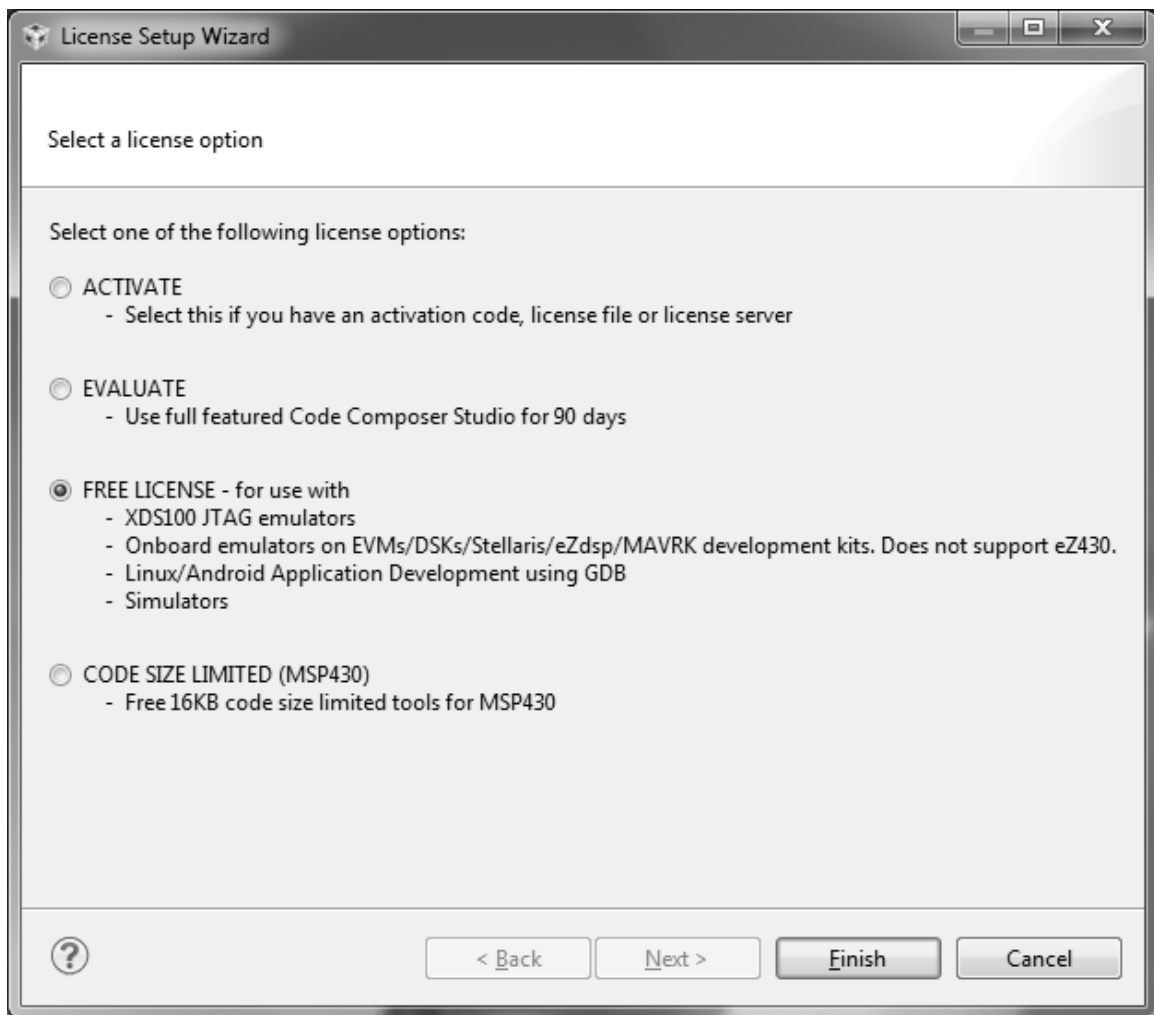 License Setup Wizard
Select a license option
Select one of the following license options:
ACTIVATE
- Select this if you have an activation code, license file or license server
EVALUATE
- Use full featured Code Composer Studio for 90 days
FREE LICENSE - for use with
- XDS100 JTAG emulators
- Onboard emulators on EVMs/DSKs/Stellaris/eZdsp/MAVRK development kits. Does not support eZ430.
- Linux/Android Application Development using GDB
- Simulators
CODE SIZE LIMITED (MSP430)
- Free 16KB code size limited tools for MSP430
? < Back Next > Finish Cancel